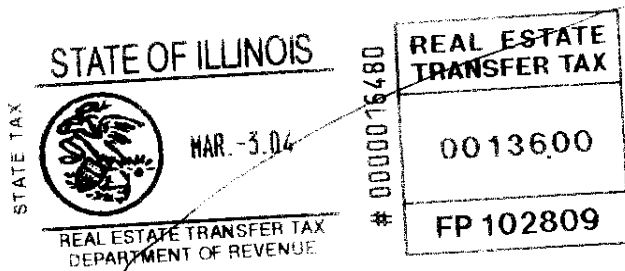 STATE OF ILLINOIS
STATE TAX
MAR.-3.04
REAL ESTATE TRANSFER TAX
DEPARTMENT OF REVENUE
# 0000016480
REAL ESTATE
TRANSFER TAX
0013600
FP 102809